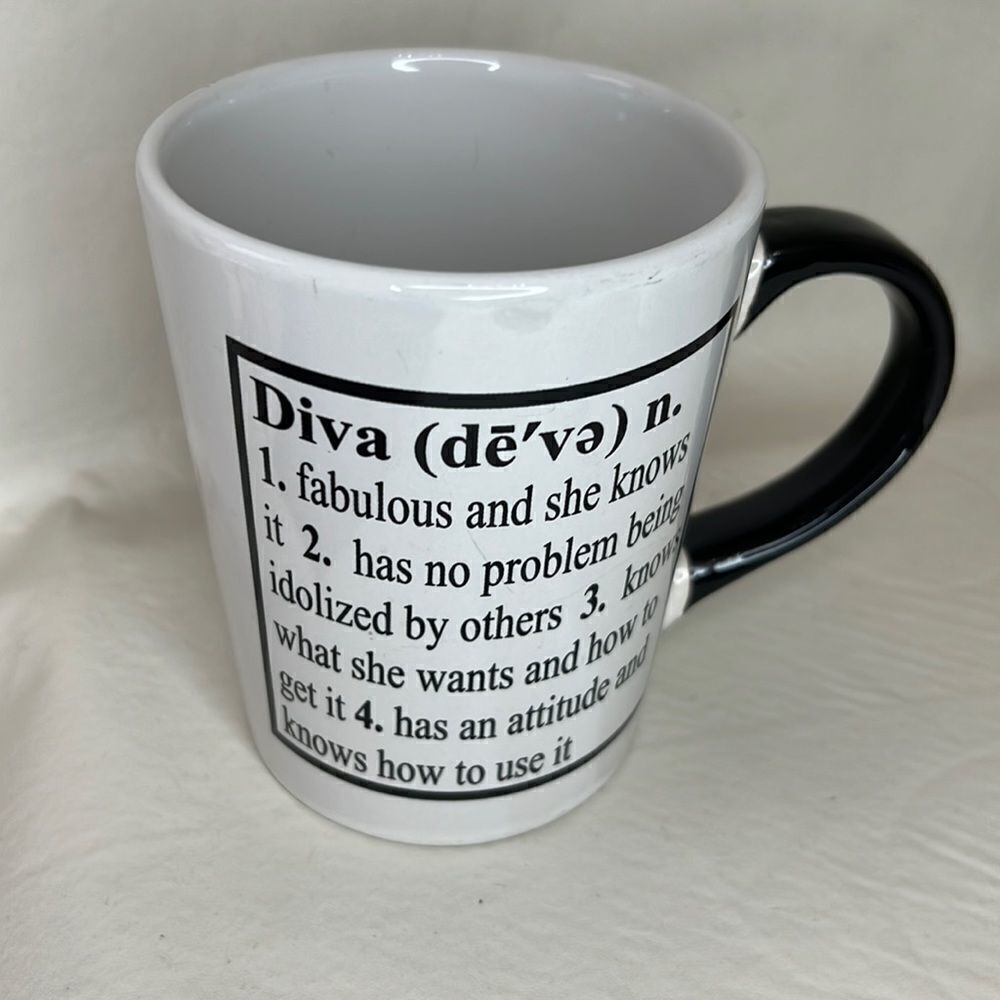 Diva (dē′və) n.
1. fabulous and she knows
it 2. has no problem being
idolized by others 3. knows
what she wants and how to
get it 4. has an attitude and
knows how to use it